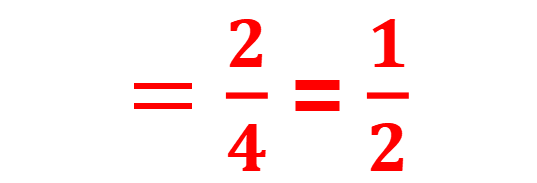 = 2/4 = 1/2